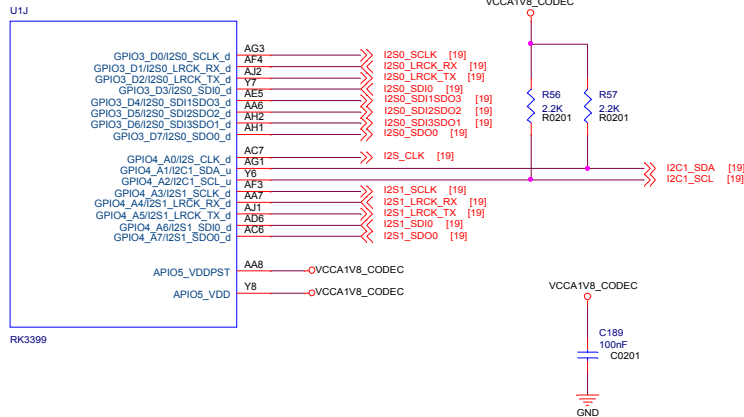 VCCA1V8_CODEC
U1J
GPIO3_D0/I2S0_SCLK_d AG3 I2S0_SCLK [19]
GPIO3_D1/I2S0_LRCK_RX_d AF4 I2S0_LRCK_RX [19]
GPIO3_D2/I2S0_LRCK_TX_d AJ2 I2S0_LRCK_TX [19]
GPIO3_D3/I2S0_SDI0_d Y7 I2S0_SDI0 [19]
GPIO3_D4/I2S0_SDI1SDO3_d AE5 I2S0_SDI1SDO3 [19]
GPIO3_D5/I2S0_SDI2SDO2_d AA6 I2S0_SDI2SDO2 [19]
GPIO3_D6/I2S0_SDI3SDO1_d AH2 I2S0_SDI3SDO1 [19]
GPIO3_D7/I2S0_SDO0_d AH1 I2S0_SDO0 [19]
R56
2.2K
R0201
R57
2.2K
R0201
GPIO4_A0/I2S_CLK_d AC7 I2S_CLK [19]
GPIO4_A1/I2C1_SDA_u AG1 I2C1_SDA [19]
GPIO4_A2/I2C1_SCL_u Y6 I2C1_SCL [19]
GPIO4_A3/I2S1_SCLK_d AF3 I2S1_SCLK [19]
GPIO4_A4/I2S1_LRCK_RX_d AA7 I2S1_LRCK_RX [19]
GPIO4_A5/I2S1_LRCK_TX_d AJ1 I2S1_LRCK_TX [19]
GPIO4_A6/I2S1_SDI0_d AD6 I2S1_SDI0 [19]
GPIO4_A7/I2S1_SDO0_d AC6 I2S1_SDO0 [19]
APIO5_VDDPST AA8 VCCA1V8_CODEC
APIO5_VDD Y8 VCCA1V8_CODEC
RK3399
VCCA1V8_CODEC
C189
100nF
C0201
GND